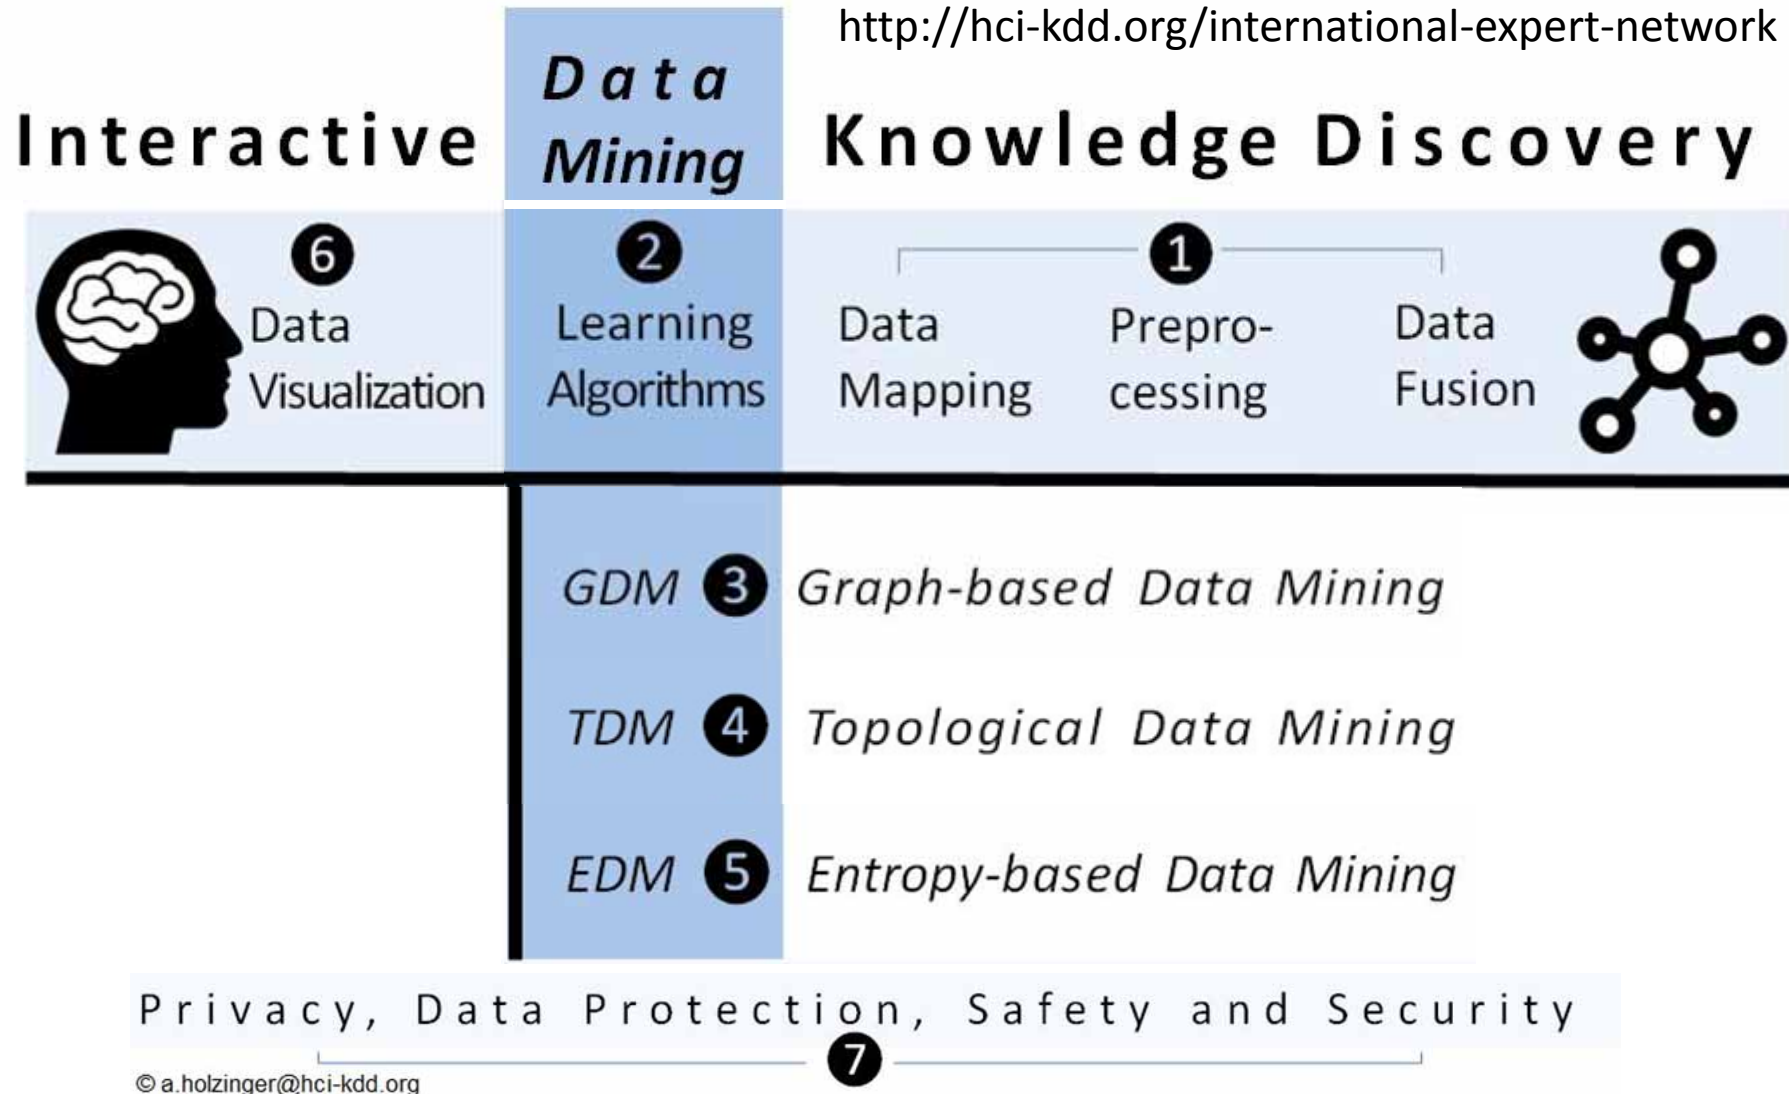 http://hci-kdd.org/international-expert-network
Data
Mining
Interactive
Knowledge Discovery
6
Data
Visualization
2
Learning
Algorithms
1
Data
Mapping
Prepro-
cessing
Data
Fusion
GDM 3 Graph-based Data Mining
TDM 4 Topological Data Mining
EDM 5 Entropy-based Data Mining
Privacy, Data Protection, Safety and Security
7
© a.holzinger@hci-kdd.org